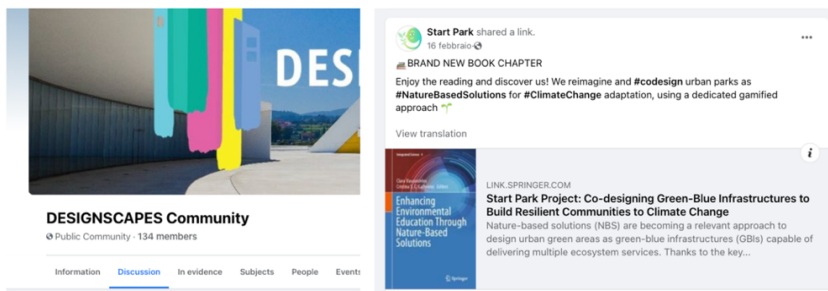 DES
DESIGNSCAPES Community
Public Community · 134 members
Information Discussion In evidence Subjects People Events
Start Park shared a link.
16 febbraio ·
BRAND NEW BOOK CHAPTER
Enjoy the reading and discover us! We reimagine and #codesign urban parks as
#NatureBasedSolutions for #ClimateChange adaptation, using a dedicated gamified
approach
View translation
Enhancing
Environmental
Education Through
Nature-Based
Solutions
Springer
LINK.SPRINGER.COM
Start Park Project: Co-designing Green-Blue Infrastructures to
Build Resilient Communities to Climate Change
Nature-based solutions (NBS) are becoming a relevant approach to
design urban green areas as green-blue infrastructures (GBIs) capable of
delivering multiple ecosystem services. Thanks to the key...